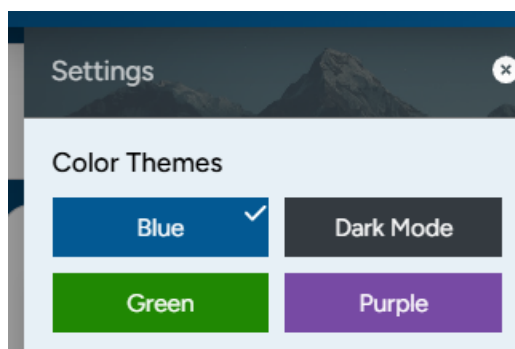 Settings
Color Themes
Blue
Dark Mode
Green
Purple